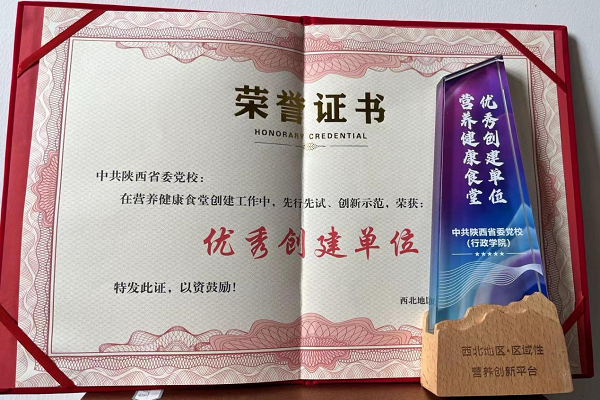 荣誉证书
HONORARY CREDENTIAL
中共陕西省委党校:
在营养健康食堂创建工作中,先行先试、创新示范,荣获:
优秀创建单位
特发此证,以资鼓励!
西北地
优秀创建单位
营养健康食堂
中共陕西省委党校
(行政学院)
★★★★★
西北地区·区域性
营养创新平台